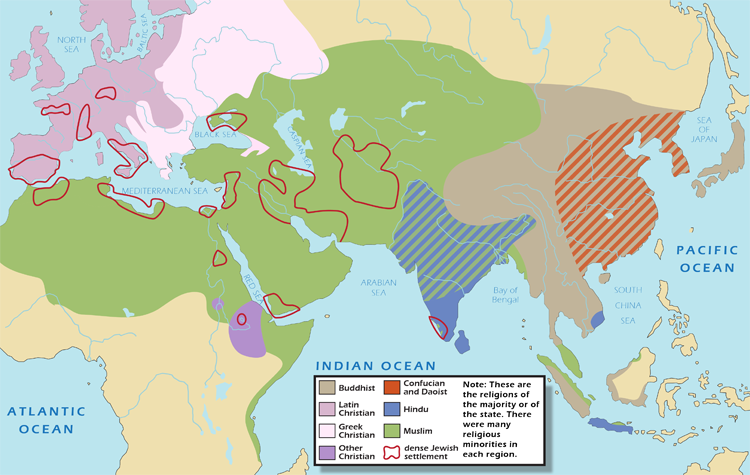 NORTH
SEA
BALTIC SEA
BLACK SEA
CASPIAN SEA
MEDITERRANEAN SEA
RED SEA
ARABIAN
SEA
Bay of
Bengal
SEA
OF
JAPAN
SOUTH
CHINA
SEA
PACIFIC
OCEAN
ATLANTIC
OCEAN
INDIAN OCEAN
Buddhist
Latin
Christian
Greek
Christian
Other
Christian
Confucian
and Daoist
Hindu
Muslim
dense Jewish
settlement
Note: These are
the religions of
the majority or of
the state. There
were many
religious
minorities in
each region.